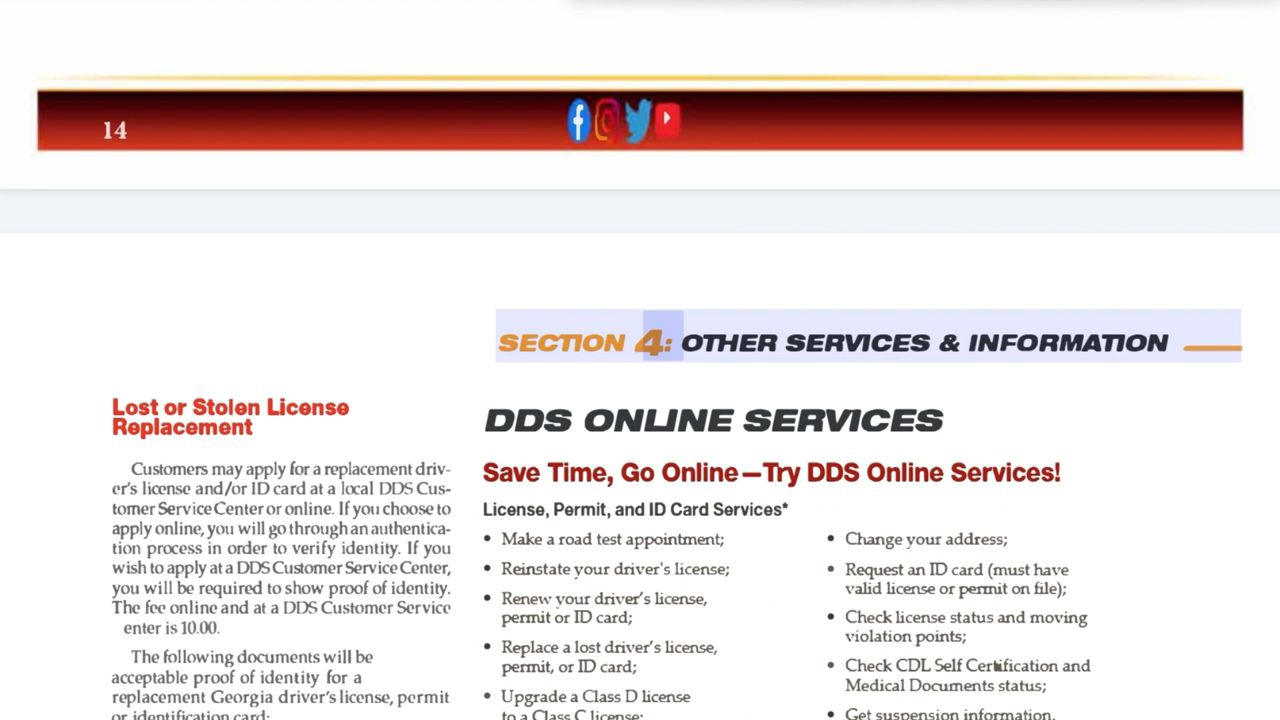 14
SECTION 4: OTHER SERVICES & INFORMATION
Lost or Stolen License
Replacement
Customers may apply for a replacement driv-
er's license and/or ID card at a local DDS Cus-
tomer Service Center or online. If you choose to
apply online, you will go through an authentica-
tion process in order to verify identity. If you
wish to apply at a DDS Customer Service Center,
you will be required to show proof of identity.
The fee online and at a DDS Customer Service
enter is 10.00.
The following documents will be
acceptable proof of identity for a
replacement Georgia driver's license, permit
or identification card:
DDS ONLINE SERVICES
Save Time, Go Online—Try DDS Online Services!
License, Permit, and ID Card Services*
• Make a road test appointment;
• Reinstate your driver's license;
• Renew your driver's license,
permit or ID card;
• Replace a lost driver's license,
permit, or ID card;
• Upgrade a Class D license
to a Class C license;
• Change your address;
• Request an ID card (must have
valid license or permit on file);
• Check license status and moving
violation points;
• Check CDL Self Certification and
Medical Documents status;
• Get suspension information.